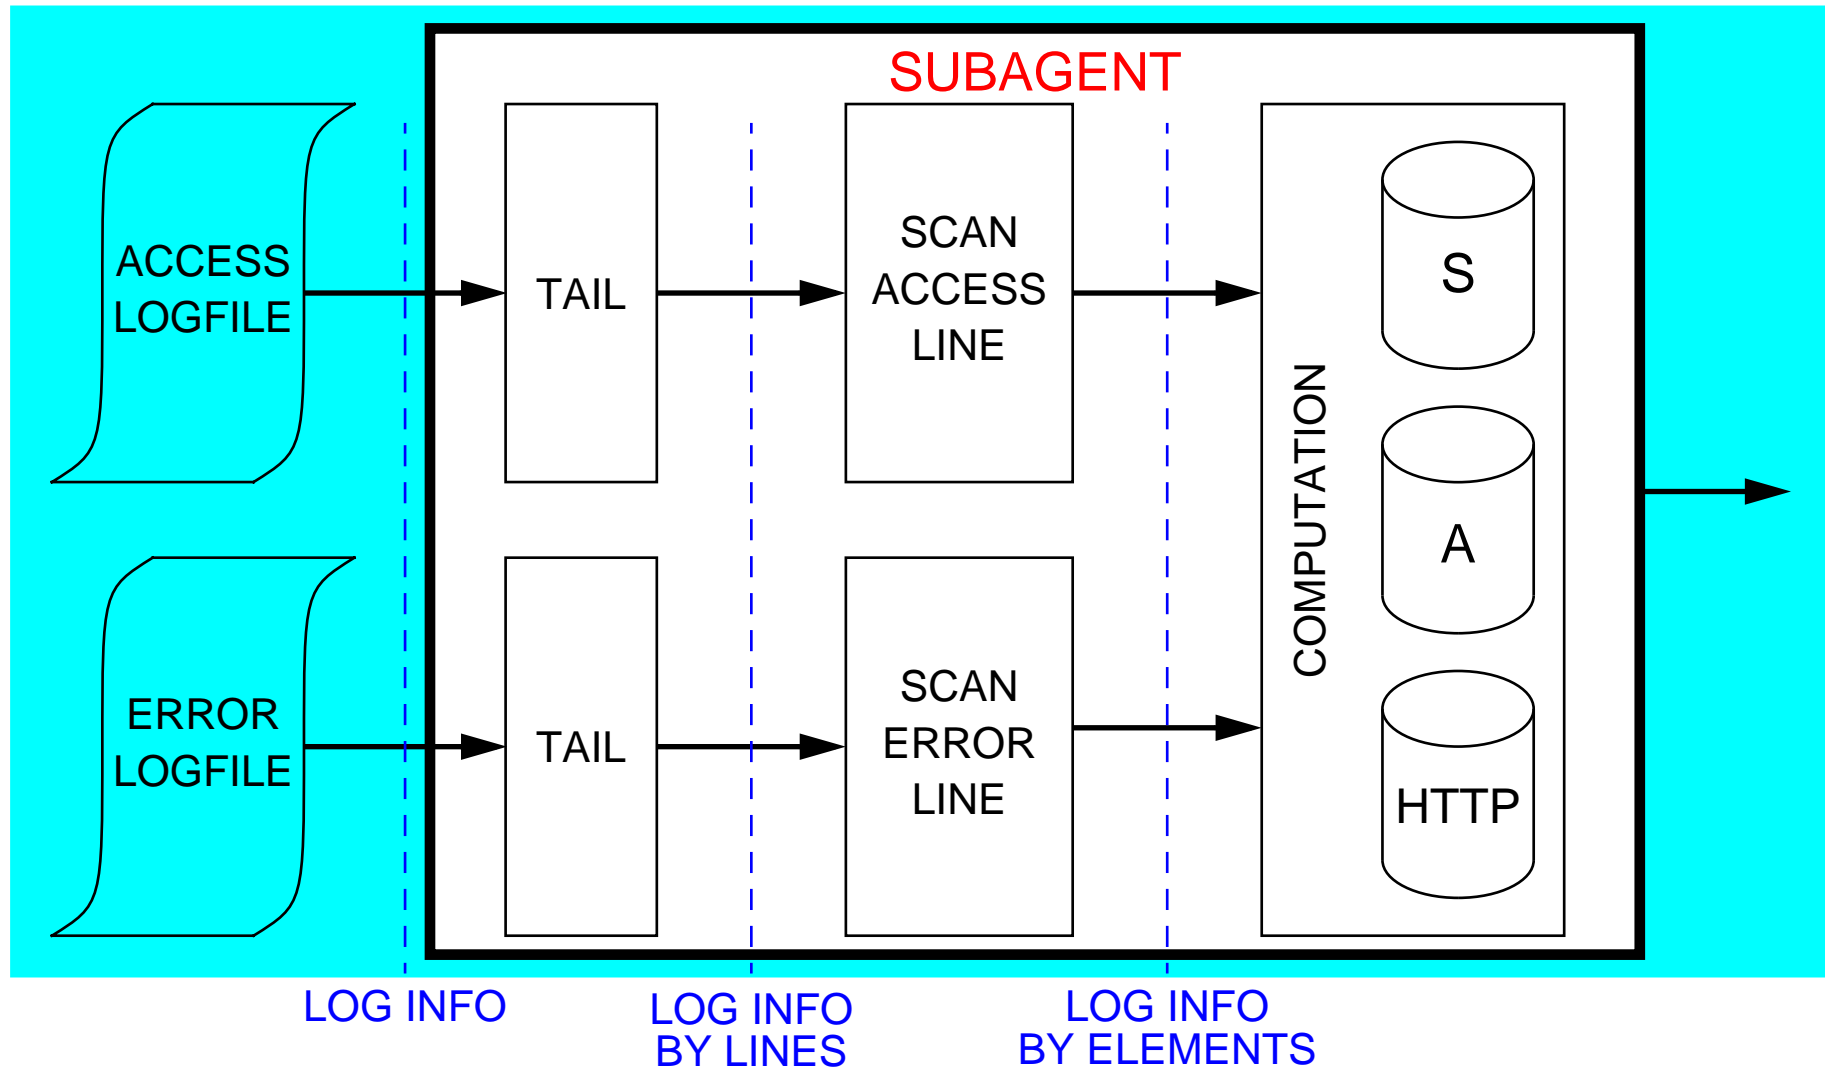 SUBAGENT
ACCESS
LOGFILE
TAIL
SCAN
ACCESS
LINE
ERROR
LOGFILE
TAIL
SCAN
ERROR
LINE
COMPUTATION
S
A
HTTP
LOG INFO
LOG INFO
BY LINES
LOG INFO
BY ELEMENTS